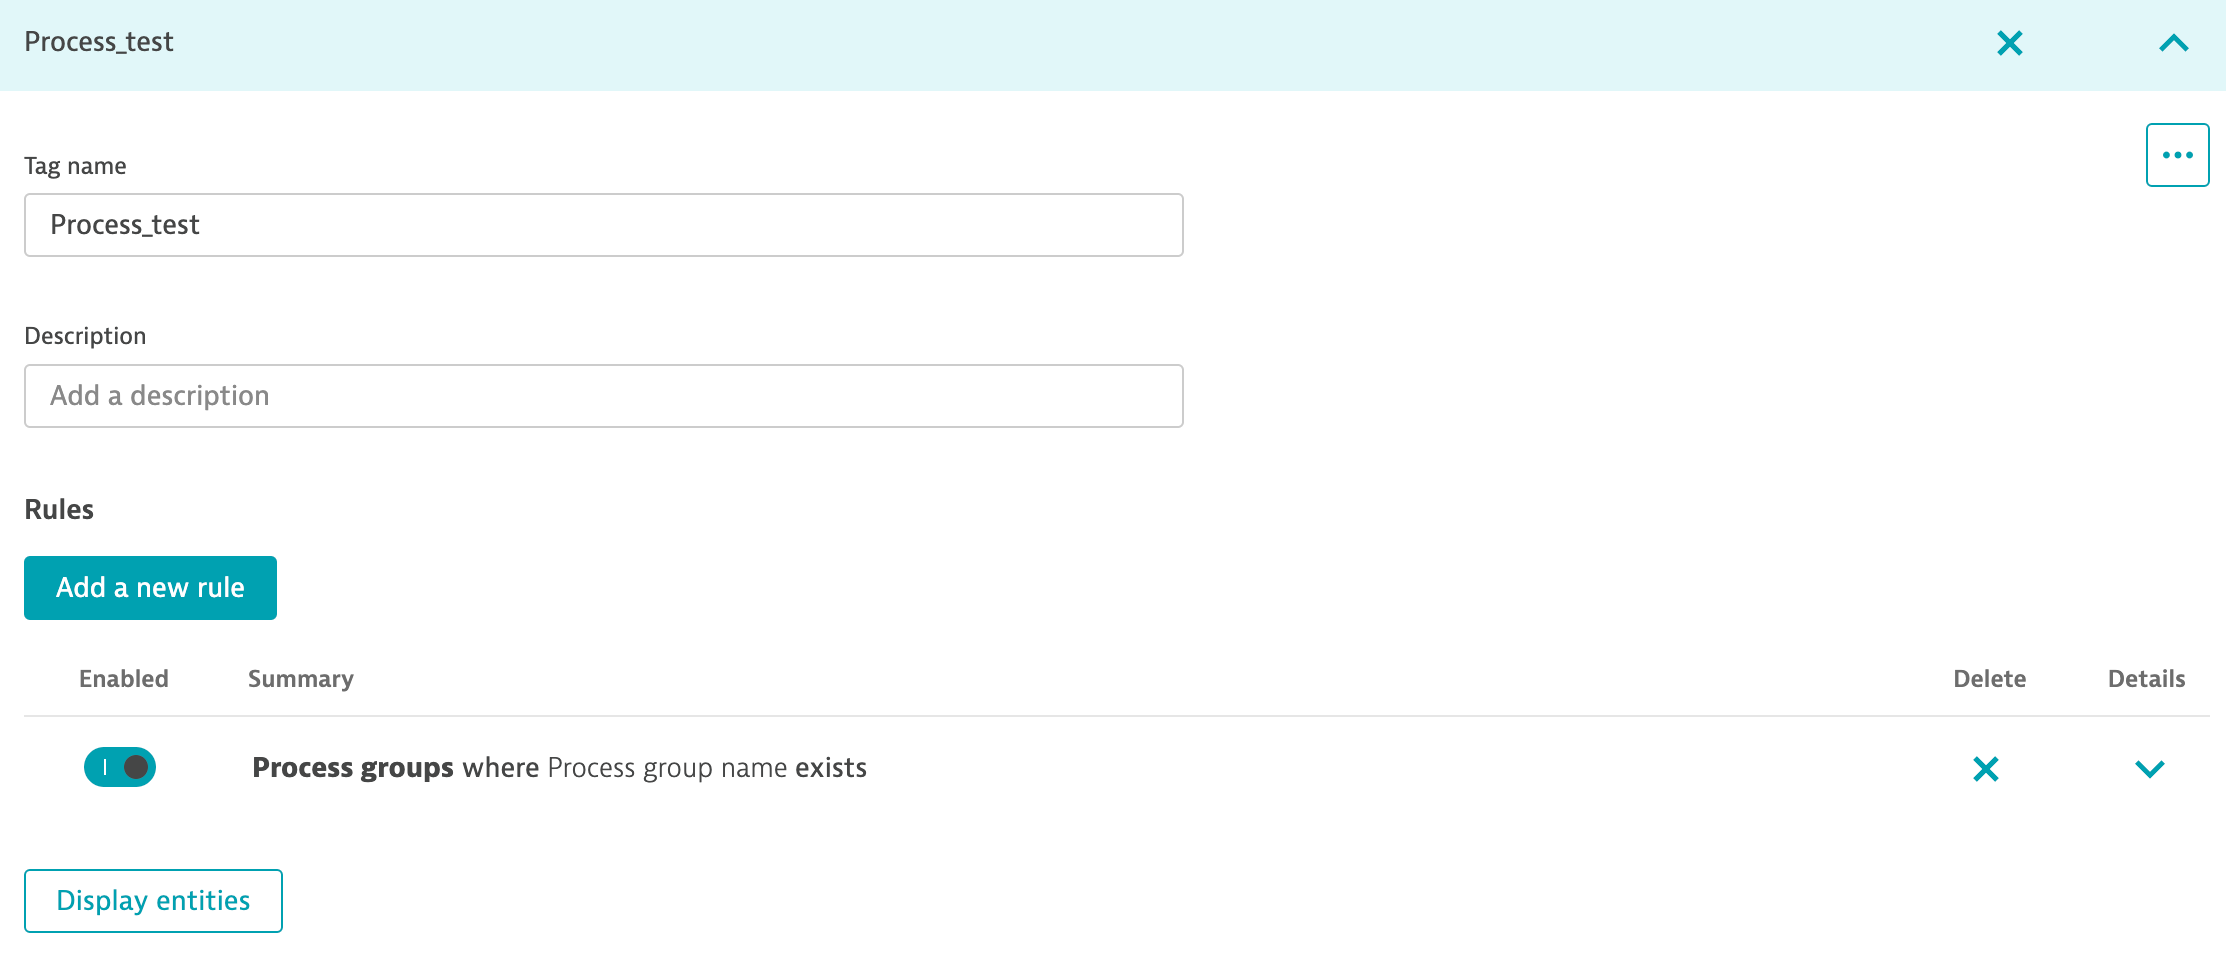 Process_test
Tag name
Process_test
Description
Add a description
Rules
Add a new rule
Enabled Summary Delete Details
Process groups where Process group name exists
Display entities